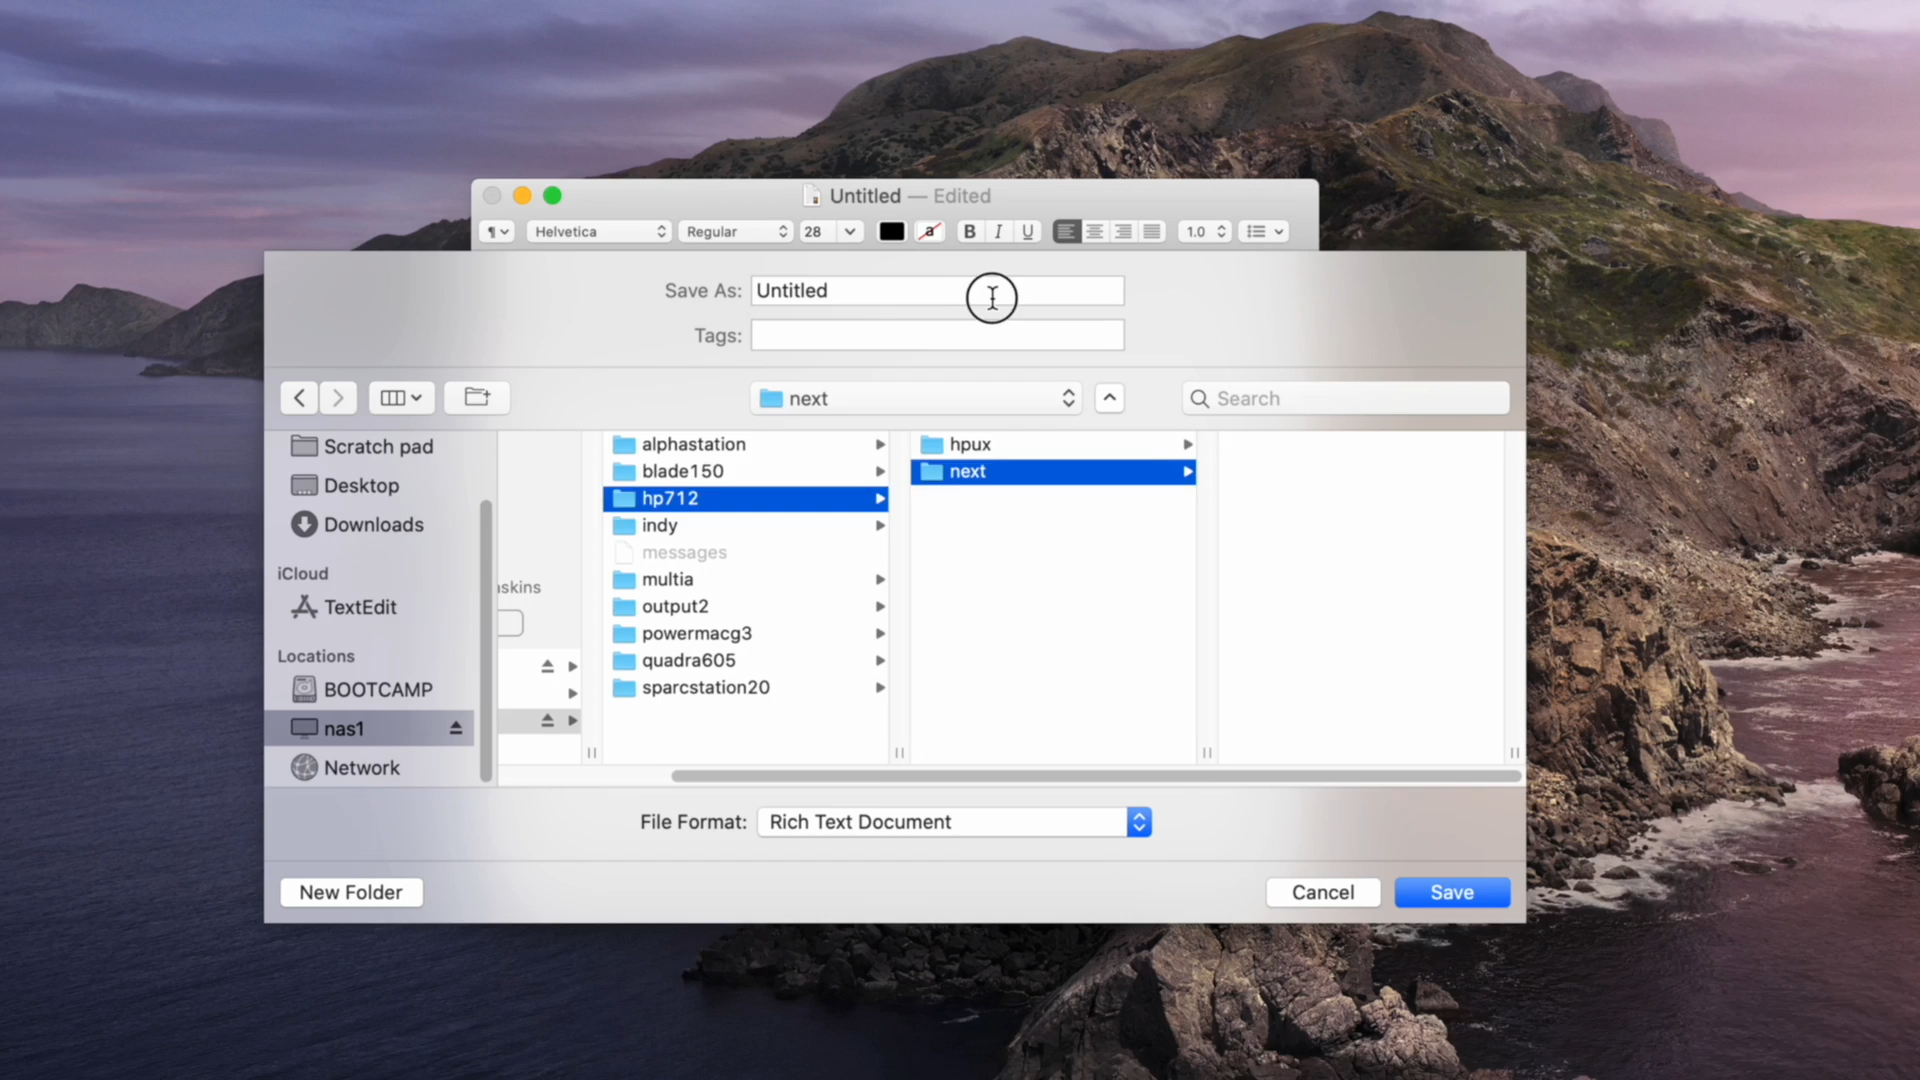 Untitled — Edited
¶ Helvetica Regular 28 a B I U 1.0
Save As: Untitled
Tags:
next
Search
Scratch pad
Desktop
Downloads
iCloud
TextEdit
Locations
BOOTCAMP
nas1
Network
skins
alphastation
blade150
hp712
indy
messages
multia
output2
powermacg3
quadra605
sparcstation20
hpux
next
File Format: Rich Text Document
New Folder
Cancel
Save